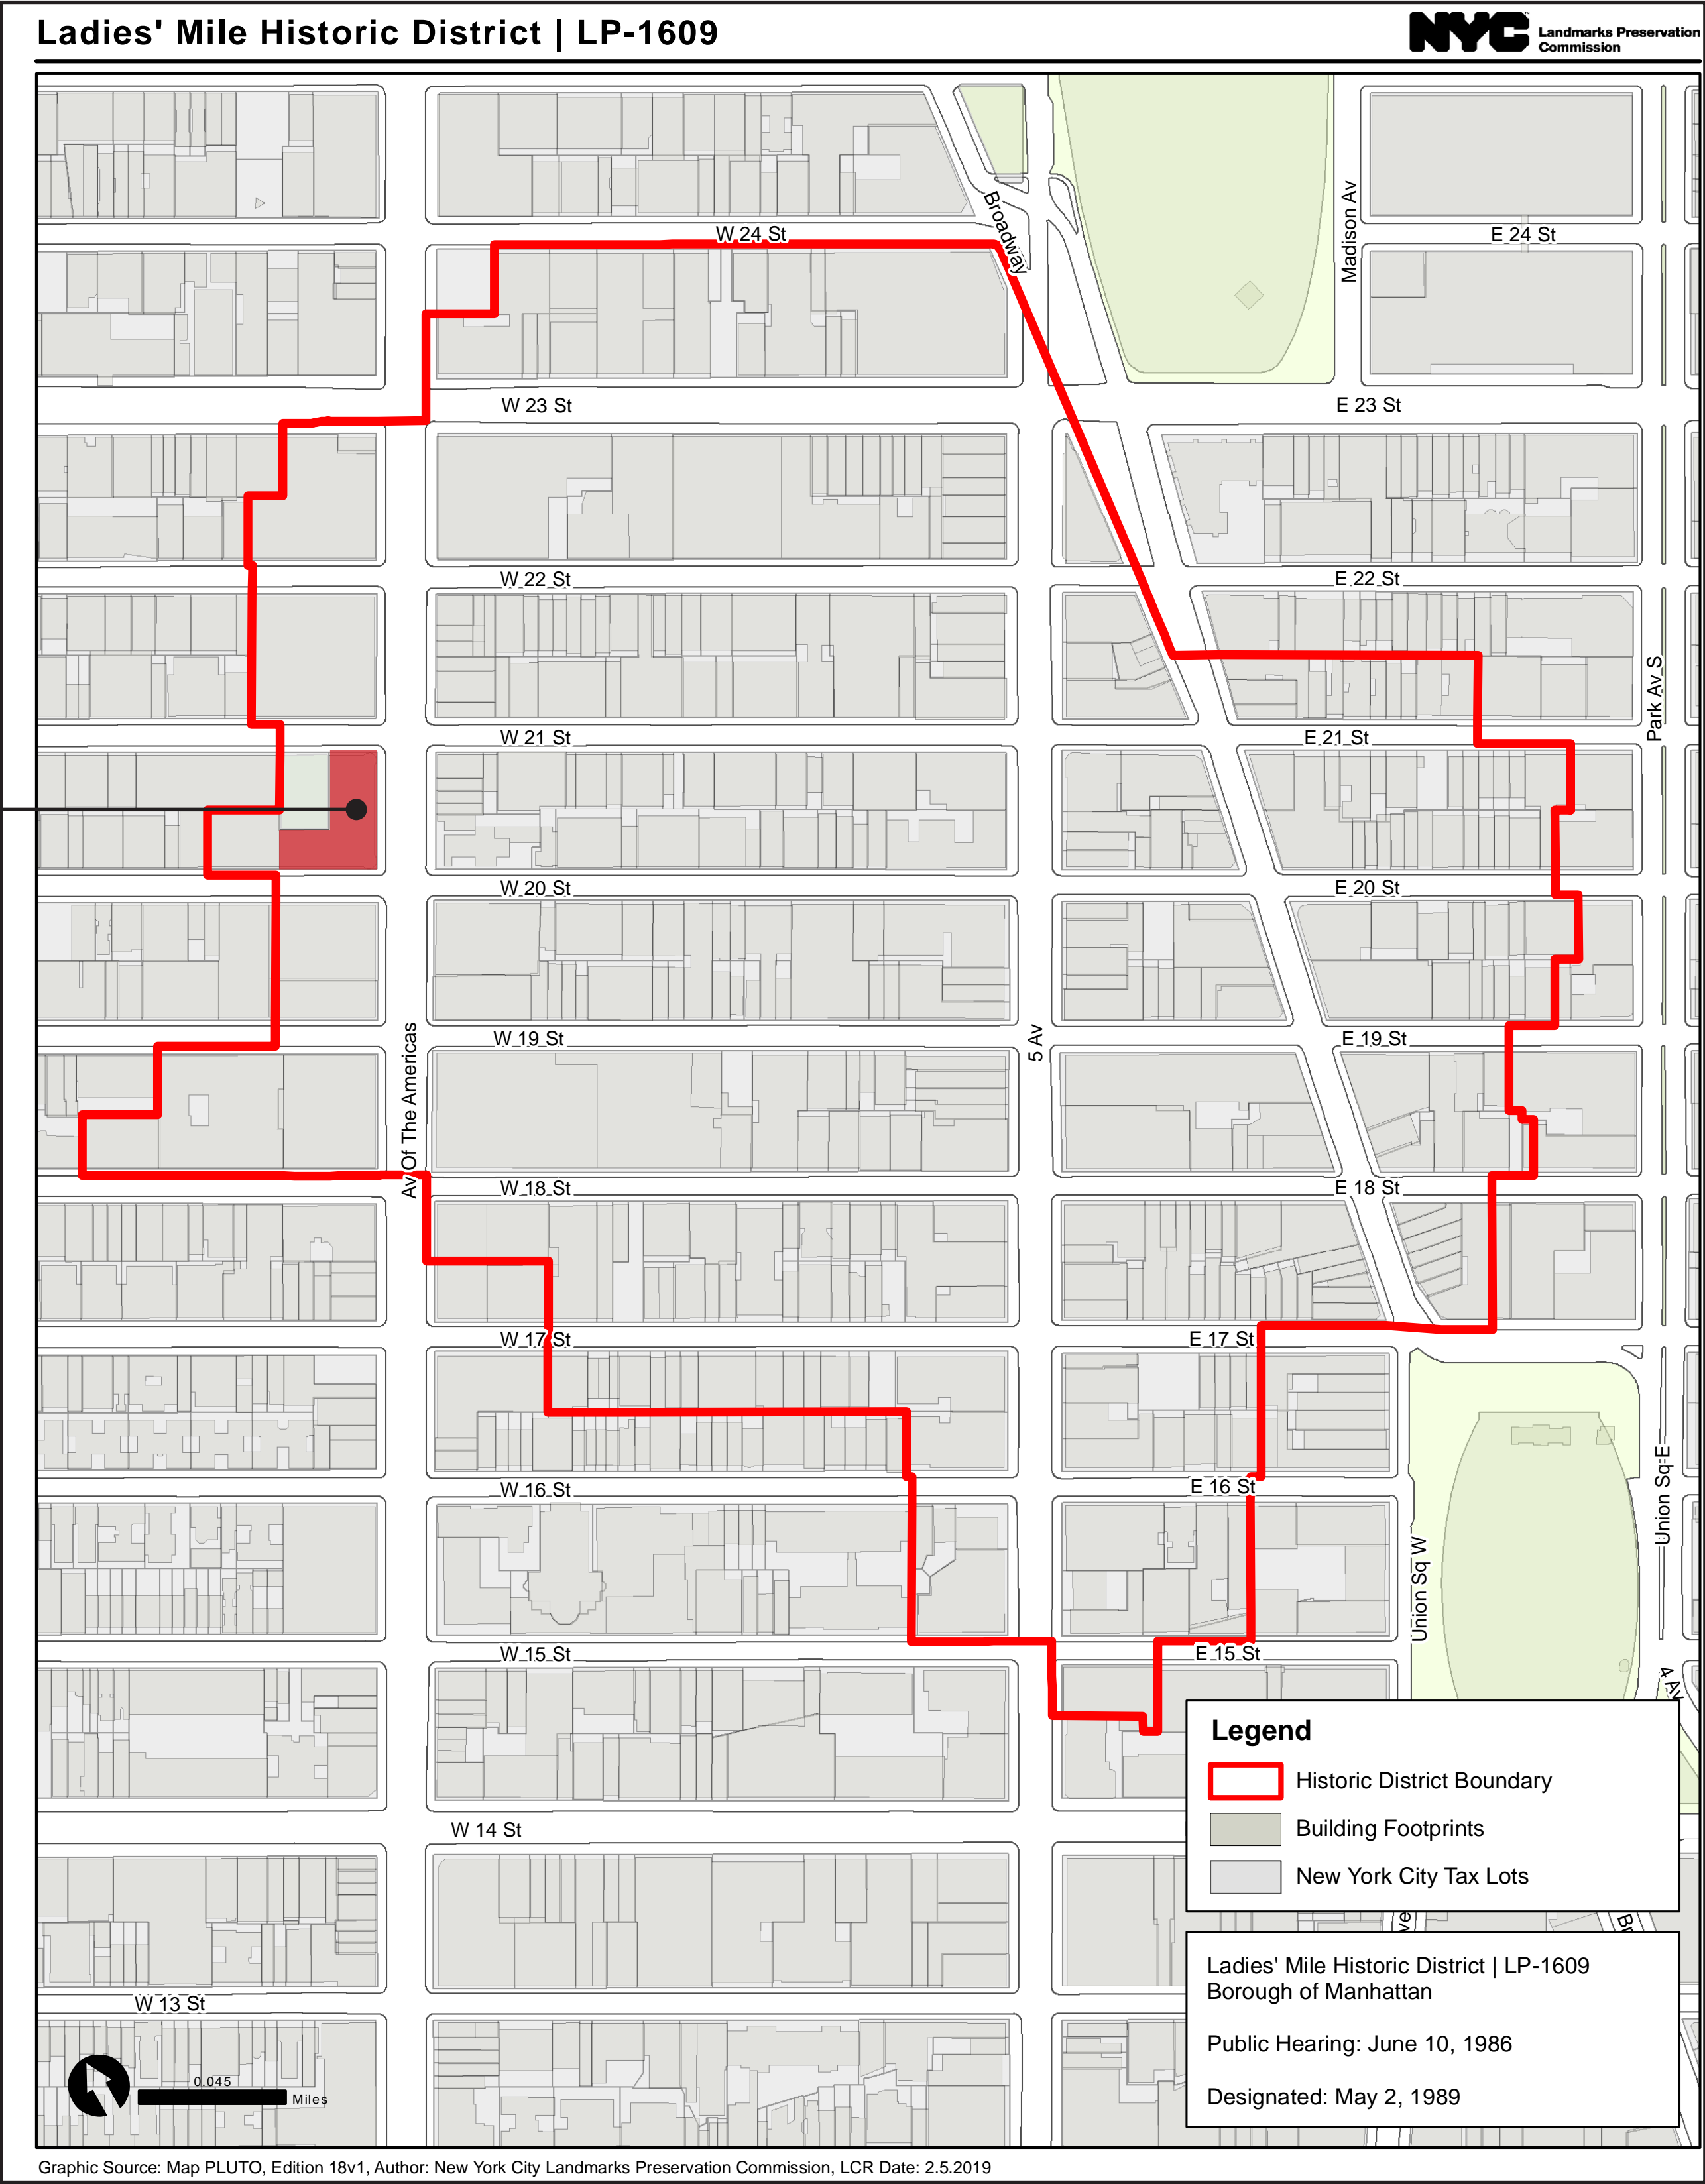 Ladies' Mile Historic District | LP-1609
NYC
Landmarks Preservation
Commission
W 24 St
Broadway
Madison Av
E 24 St
W 23 St
E 23 St
W 22 St
E 22 St
Park Av S
W 21 St
E 21 St
W 20 St
E 20 St
Av Of The Americas
W 19 St
5 Av
E 19 St
W 18 St
E 18 St
W 17 St
E 17 St
W 16 St
E 16 St
Union Sq E
Union Sq W
W 15 St
E 15 St
4 Av
Legend
Historic District Boundary
Building Footprints
New York City Tax Lots
W 14 St
ve
Br
Ladies' Mile Historic District | LP-1609
Borough of Manhattan
Public Hearing: June 10, 1986
Designated: May 2, 1989
W 13 St
0.045
Miles
Graphic Source: Map PLUTO, Edition 18v1, Author: New York City Landmarks Preservation Commission, LCR Date: 2.5.2019